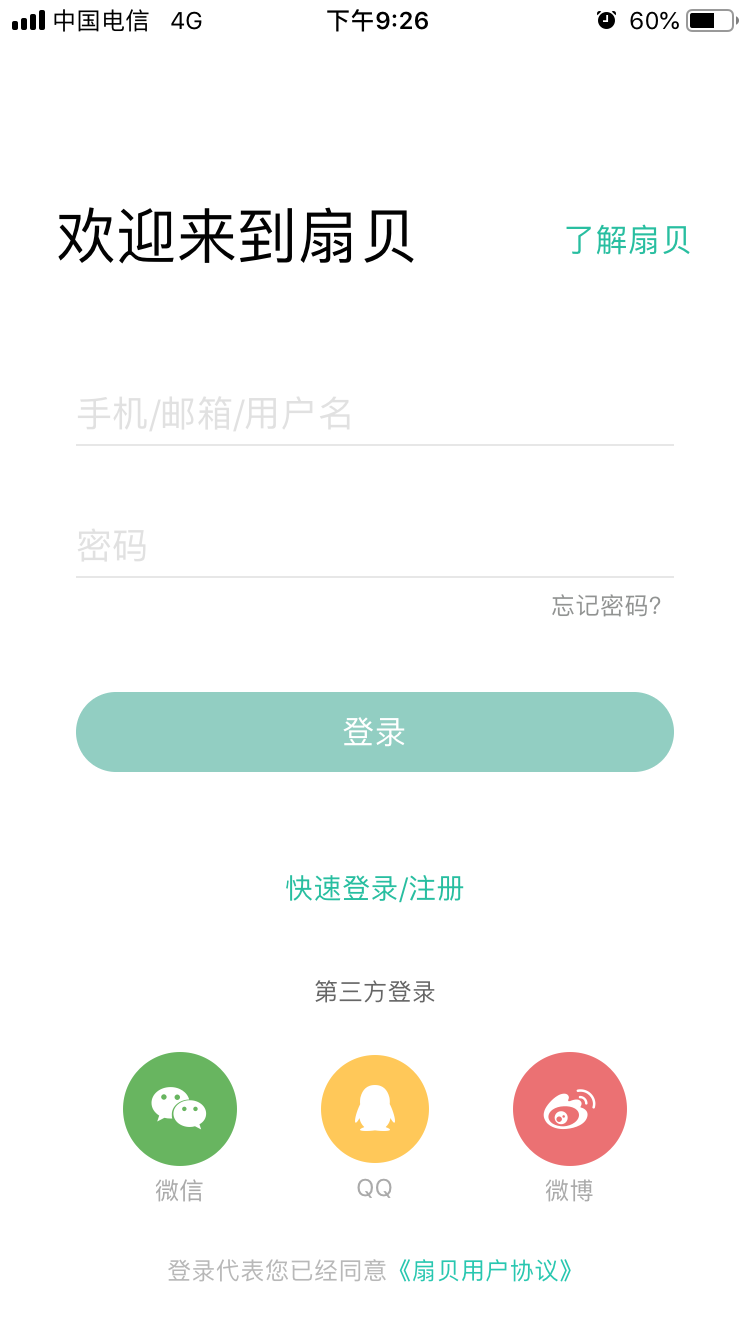 中国电信 4G 下午9:26 60%
欢迎来到扇贝 了解扇贝
手机/邮箱/用户名
密码
忘记密码?
登录
快速登录/注册
第三方登录
微信 QQ 微博
登录代表您已经同意《扇贝用户协议》